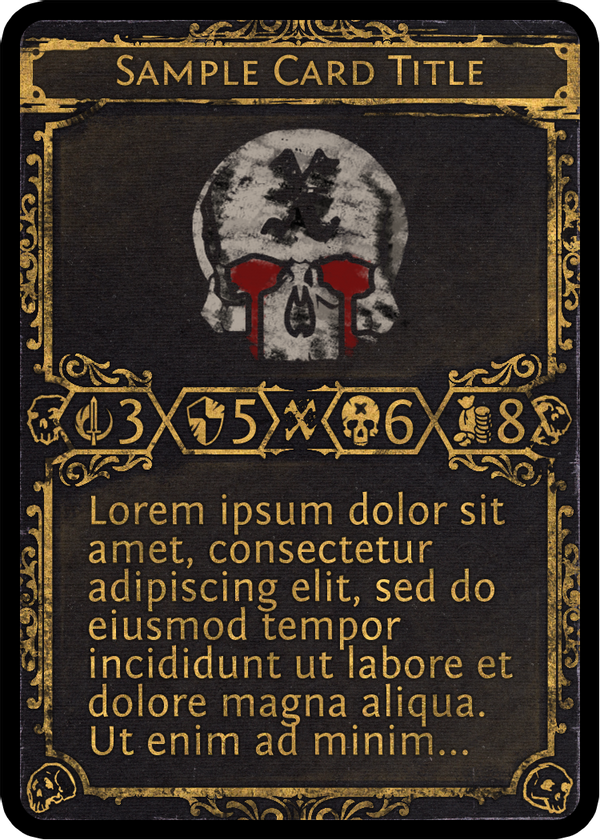 Sample Card Title
3 5 6 8
Lorem ipsum dolor sit
amet, consectetur
adipiscing elit, sed do
eiusmod tempor
incididunt ut labore et
dolore magna aliqua.
Ut enim ad minim...